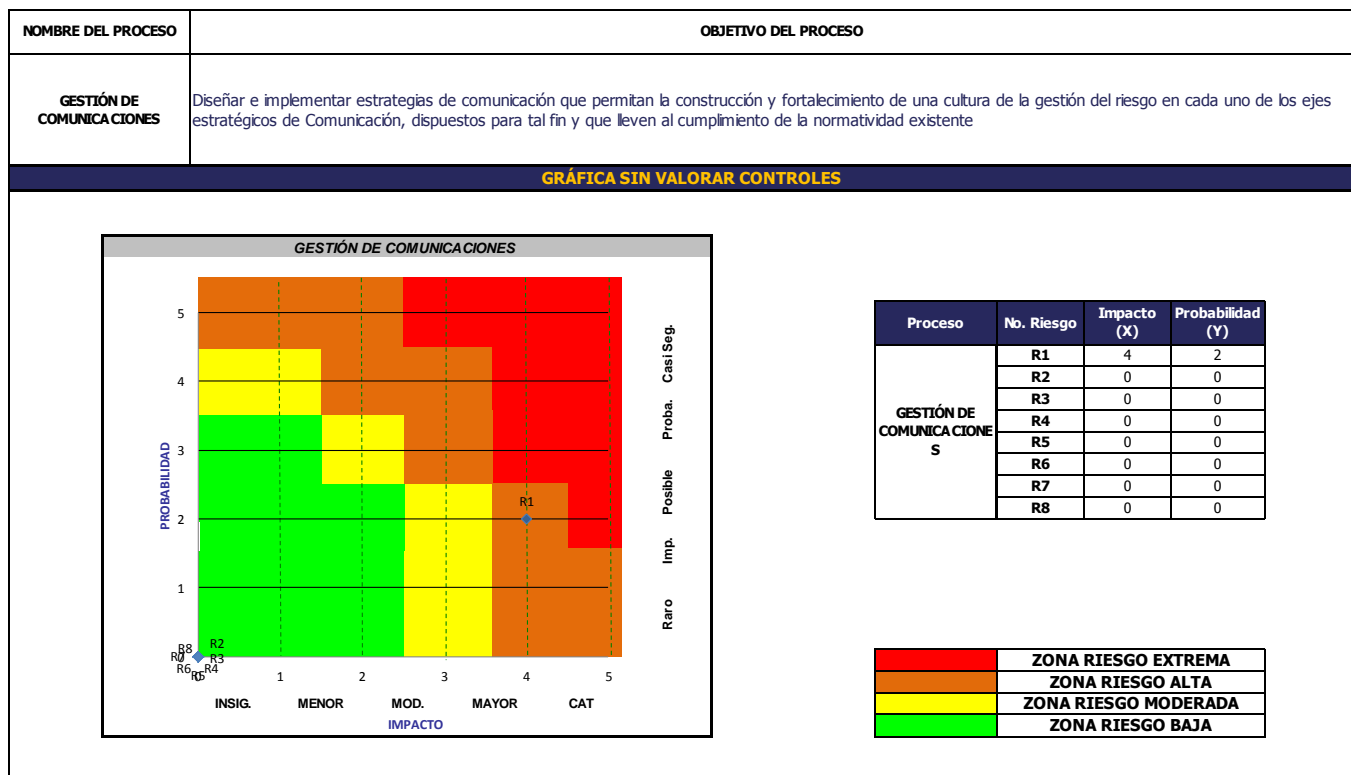 NOMBRE DEL PROCESO
OBJETIVO DEL PROCESO
GESTIÓN DE
COMUNICACIONES
Diseñar e implementar estrategias de comunicación que permitan la construcción y fortalecimiento de una cultura de la gestión del riesgo en cada uno de los ejes
estratégicos de Comunicación, dispuestos para tal fin y que lleven al cumplimiento de la normatividad existente
GRÁFICA SIN VALORAR CONTROLES
GESTIÓN DE COMUNICACIONES
PROBABILIDAD
5
4
3
2
1
0
R1
R2
R3
R4
R5
R6
R7
R8
0 1 2 3 4 5
INSIG. MENOR MOD. MAYOR CAT
IMPACTO
Raro Imp. Posible Proba. Casi Seg.
Proceso No. Riesgo Impacto (X) Probabilidad (Y)
GESTIÓN DE
COMUNICACIONE
S
R1 4 2
R2 0 0
R3 0 0
R4 0 0
R5 0 0
R6 0 0
R7 0 0
R8 0 0
ZONA RIESGO EXTREMA
ZONA RIESGO ALTA
ZONA RIESGO MODERADA
ZONA RIESGO BAJA